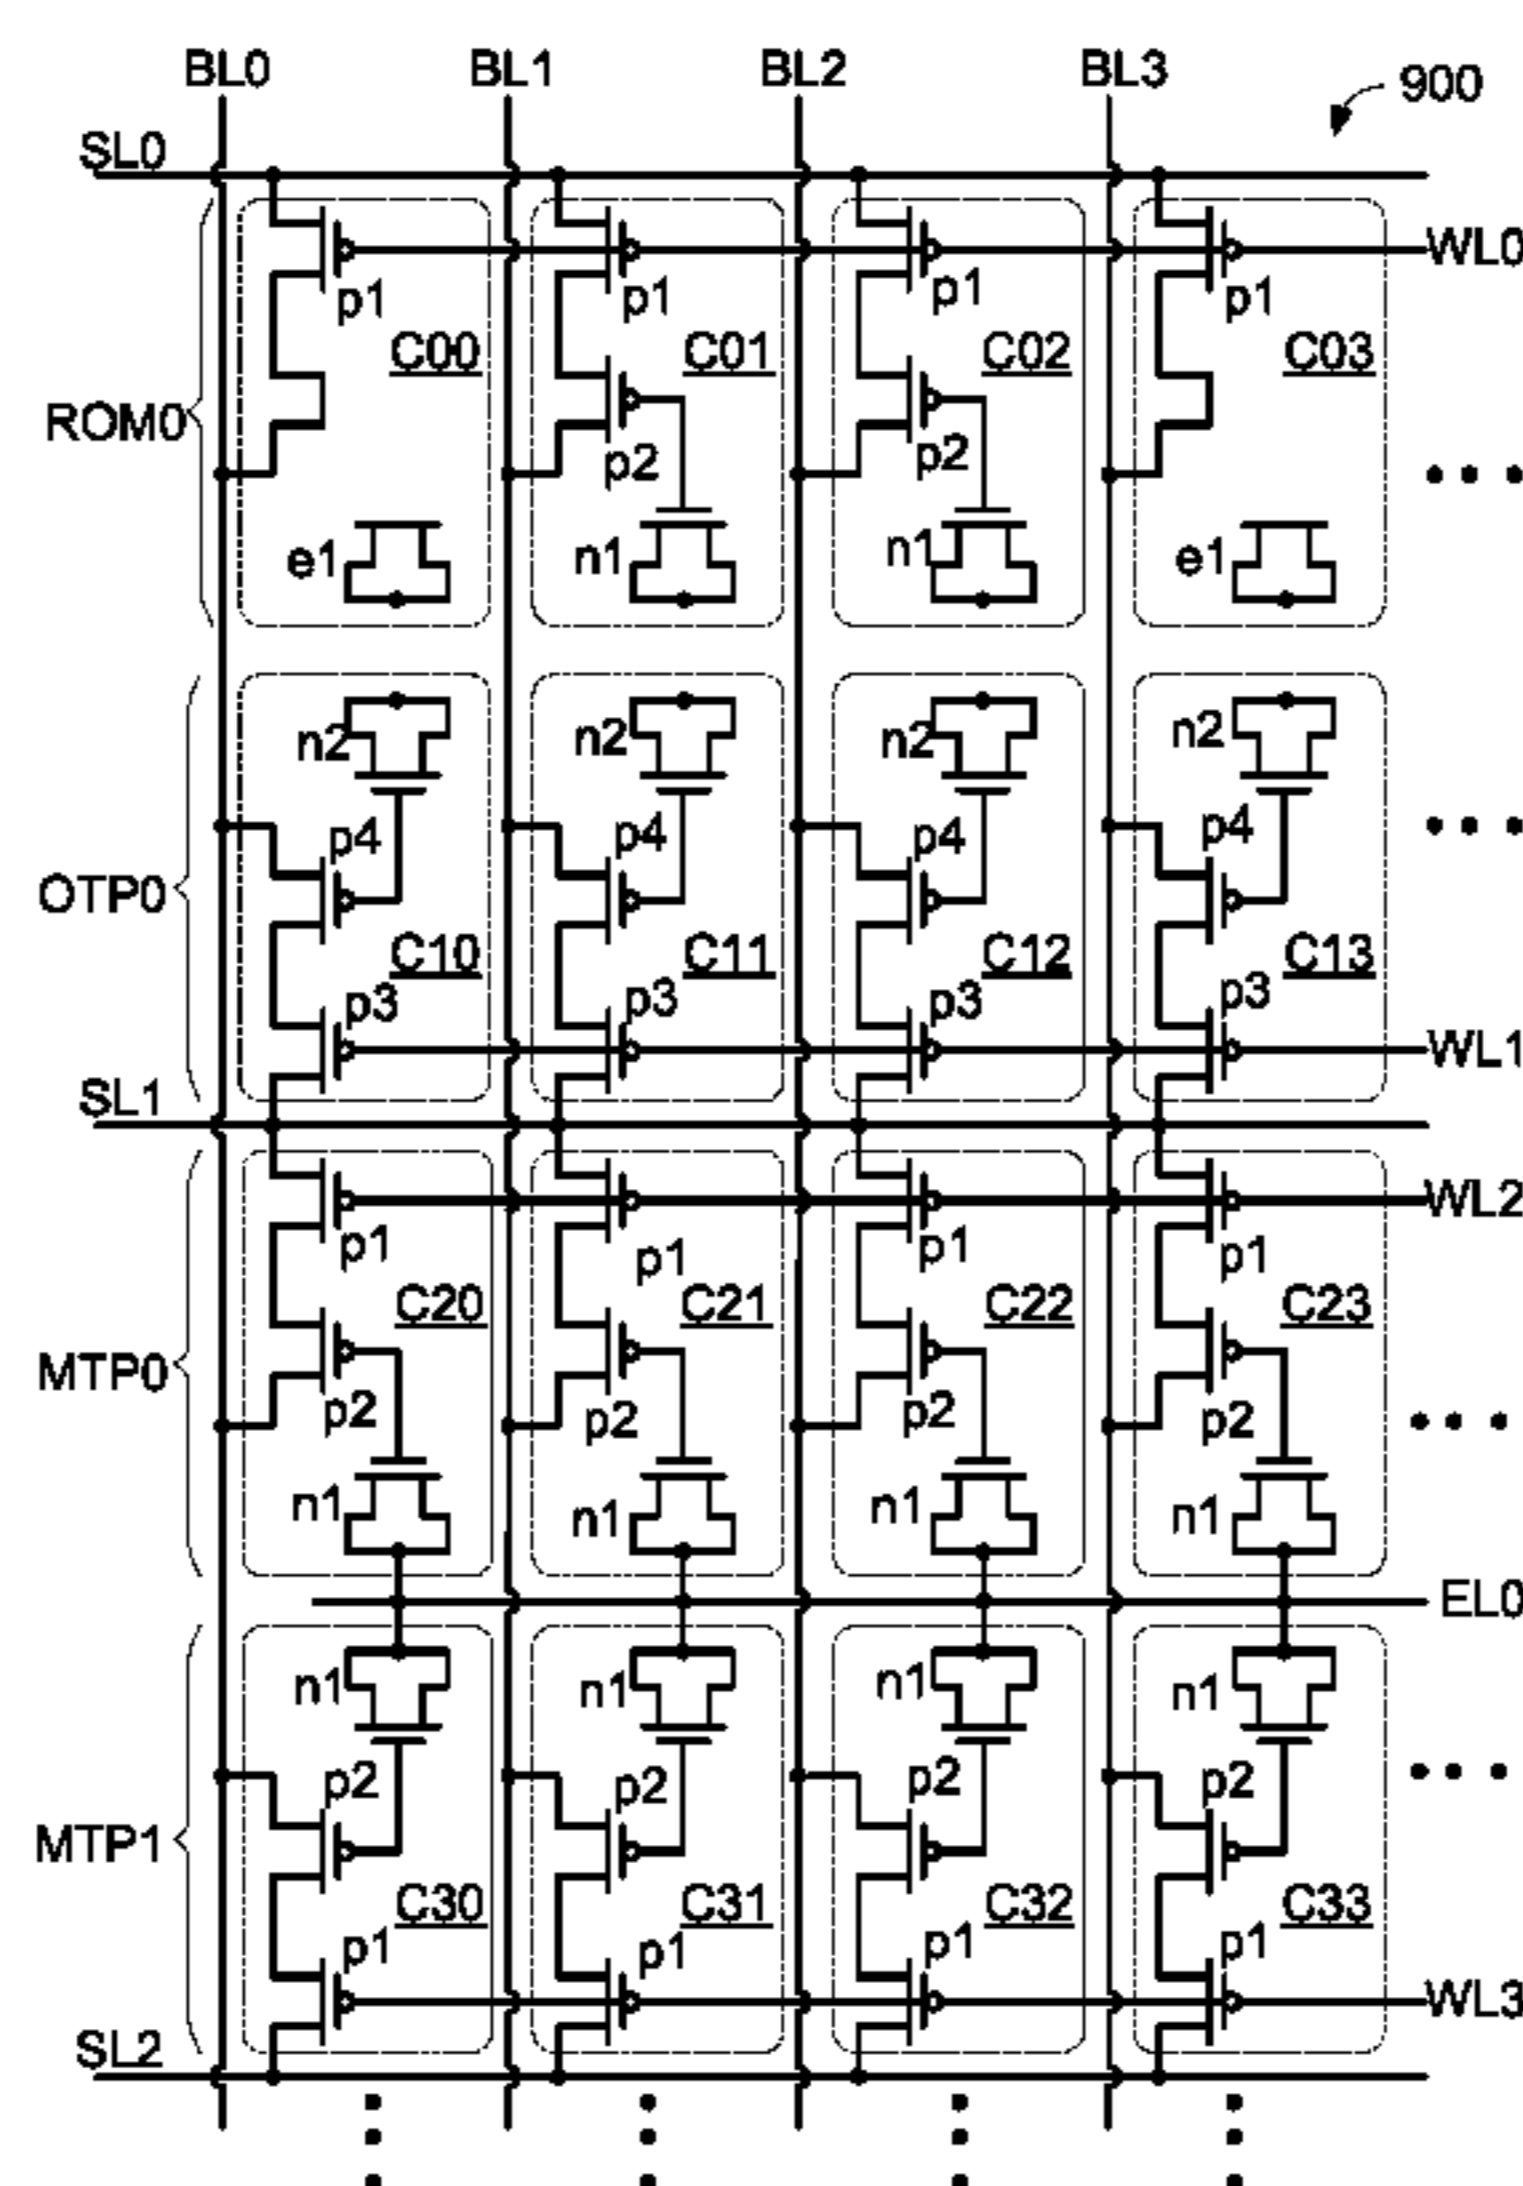 BL0 BL1 BL2 BL3 900
SL0
WL0
p1 p1 p1 p1
C00 C01 C02 C03
ROM0
p2 p2
e1 n1 n1 e1
n2 n2 n2 n2
p4 p4 p4 p4
OTP0
C10 C11 C12 C13
p3 p3 p3 p3
WL1
SL1
WL2
p1 p1 p1 p1
C20 C21 C22 C23
MTP0
p2 p2 p2 p2
n1 n1 n1 n1
EL0
n1 n1 n1 n1
p2 p2 p2 p2
MTP1
C30 C31 C32 C33
p1 p1 p1 p1
WL3
SL2